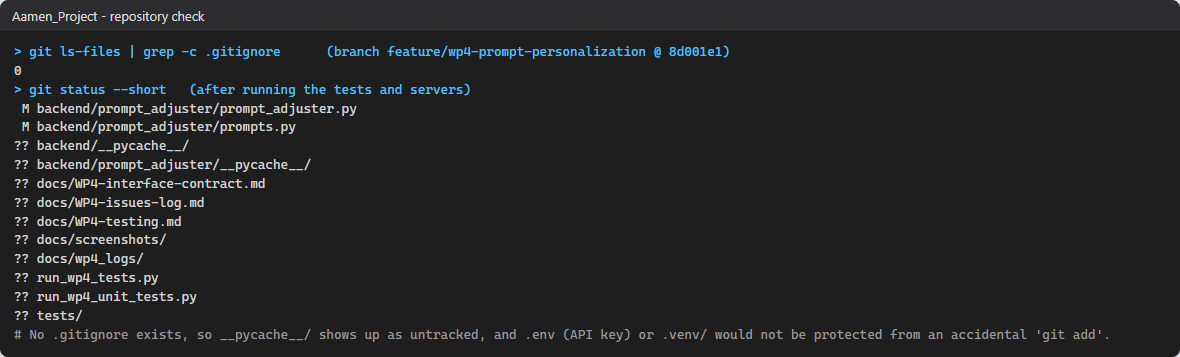 Aamen_Project - repository check
> git ls-files | grep -c .gitignore (branch feature/wp4-prompt-personalization @ 8d001e1)
0
> git status --short (after running the tests and servers)
M backend/prompt_adjuster/prompt_adjuster.py
M backend/prompt_adjuster/prompts.py
?? backend/__pycache__/
?? backend/prompt_adjuster/__pycache__/
?? docs/WP4-interface-contract.md
?? docs/WP4-issues-log.md
?? docs/WP4-testing.md
?? docs/screenshots/
?? docs/wp4_logs/
?? run_wp4_tests.py
?? run_wp4_unit_tests.py
?? tests/
# No .gitignore exists, so __pycache__/ shows up as untracked, and .env (API key) or .venv/ would not be protected from an accidental 'git add'.